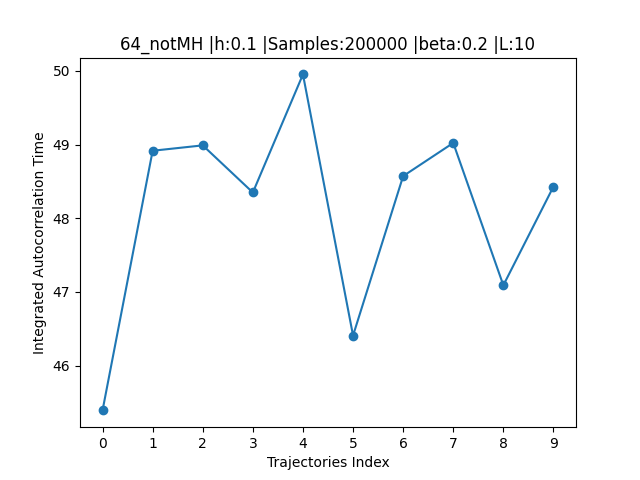 64_notMH |h:0.1 |Samples:200000 |beta:0.2 |L:10
Integrated Autocorrelation Time
50
49
48
47
46
0 1 2 3 4 5 6 7 8 9
Trajectories Index